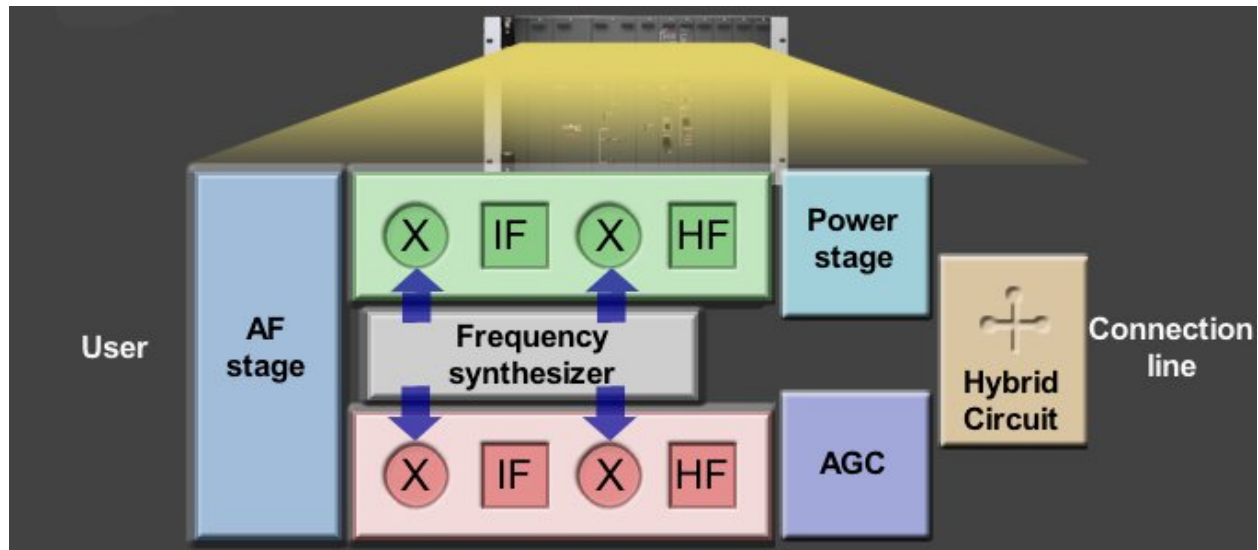 X
IF
X
HF
Power
stage
User
AF
stage
Frequency
synthesizer
Hybrid
Circuit
Connection
line
X
IF
X
HF
AGC